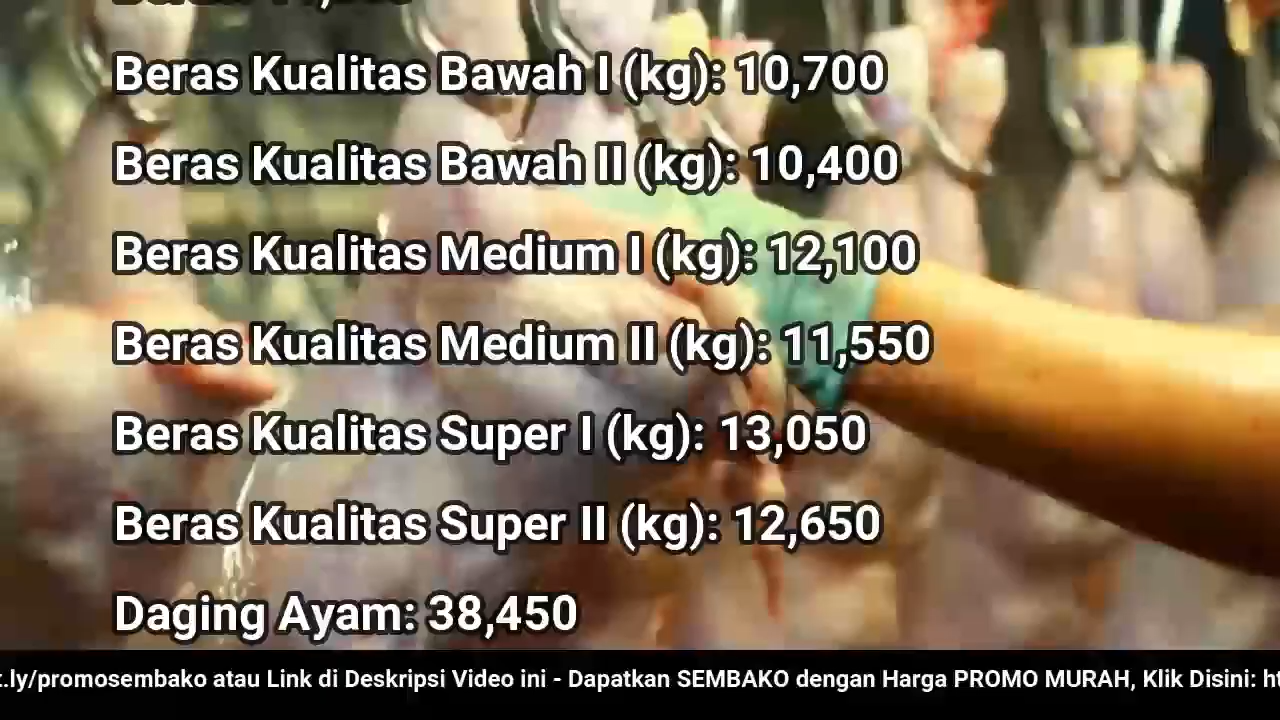 Beras Kualitas Bawah I (kg): 10,700
Beras Kualitas Bawah II (kg): 10,400
Beras Kualitas Medium I (kg): 12,100
Beras Kualitas Medium II (kg): 11,550
Beras Kualitas Super I (kg): 13,050
Beras Kualitas Super II (kg): 12,650
Daging Ayam: 38,450
t.ly/promosembako atau Link di Deskripsi Video ini - Dapatkan SEMBAKO dengan Harga PROMO MURAH, Klik Disini: ht